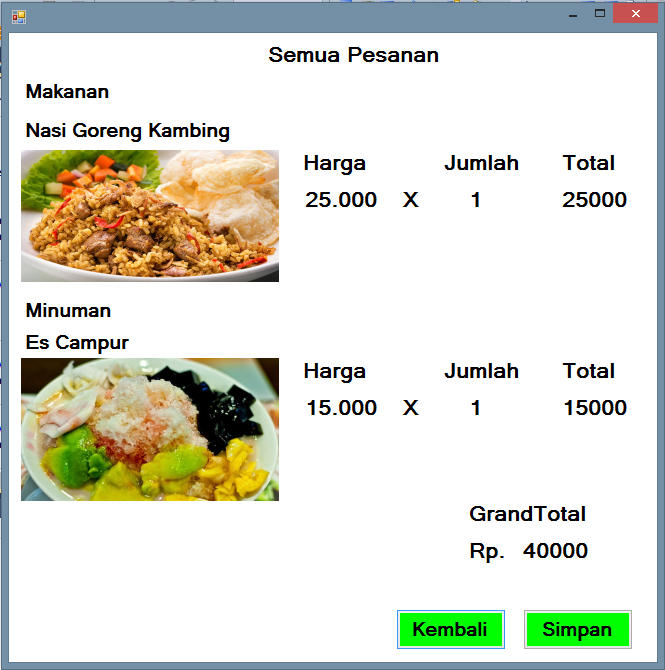 Semua Pesanan
Makanan
Nasi Goreng Kambing
Harga Jumlah Total
25.000 X 1 25000
Minuman
Es Campur
Harga Jumlah Total
15.000 X 1 15000
GrandTotal
Rp. 40000
Kembali Simpan